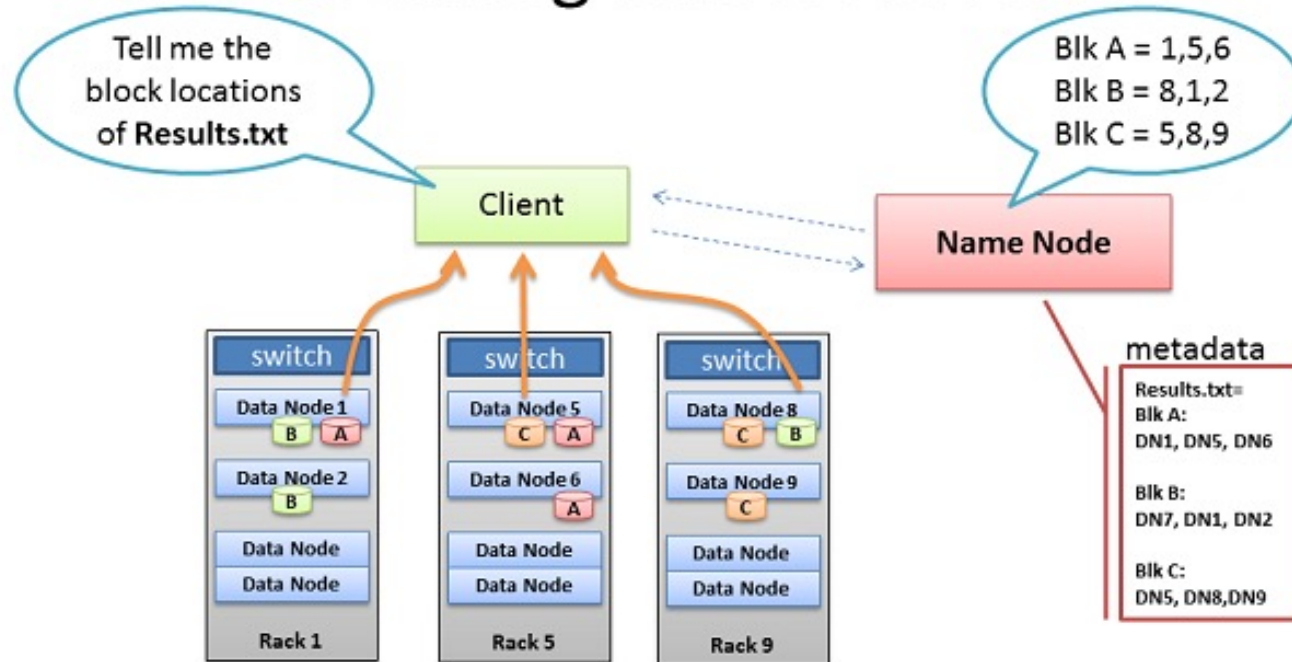 Tell me the
block locations
of Results.txt
Blk A = 1,5,6
Blk B = 8,1,2
Blk C = 5,8,9
Client
Name Node
switch
Data Node 1
B A
Data Node 2
B
Data Node
Data Node
Rack 1
switch
Data Node 5
C A
Data Node 6
A
Data Node
Data Node
Rack 5
switch
Data Node 8
C B
Data Node 9
C
Data Node
Data Node
Rack 9
metadata
Results.txt=
Blk A:
DN1, DN5, DN6
Blk B:
DN7, DN1, DN2
Blk C:
DN5, DN8,DN9